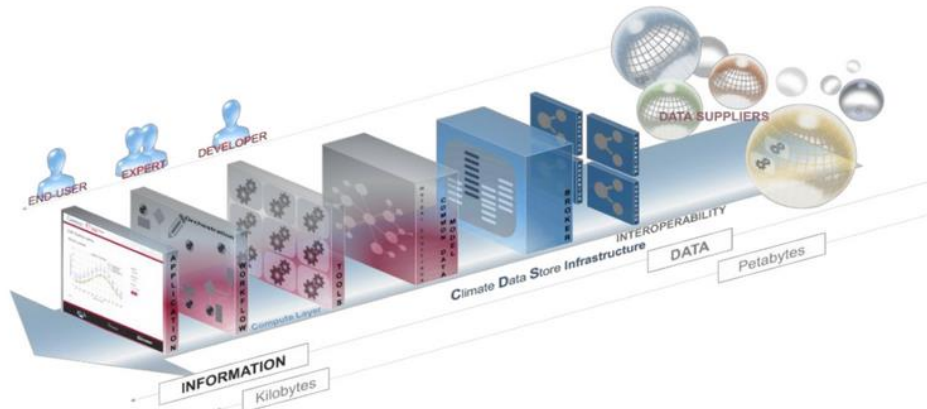 DATA SUPPLIERS
DEVELOPER
EXPERT
END-USER
APPLICATION
Orchestration
WORKFLOW
TOOLS
COMMON DATA
MODEL
BROKER
INTEROPERABILITY
Compute Layer
Climate Data Store Infrastructure
DATA
Petabytes
INFORMATION
Kilobytes